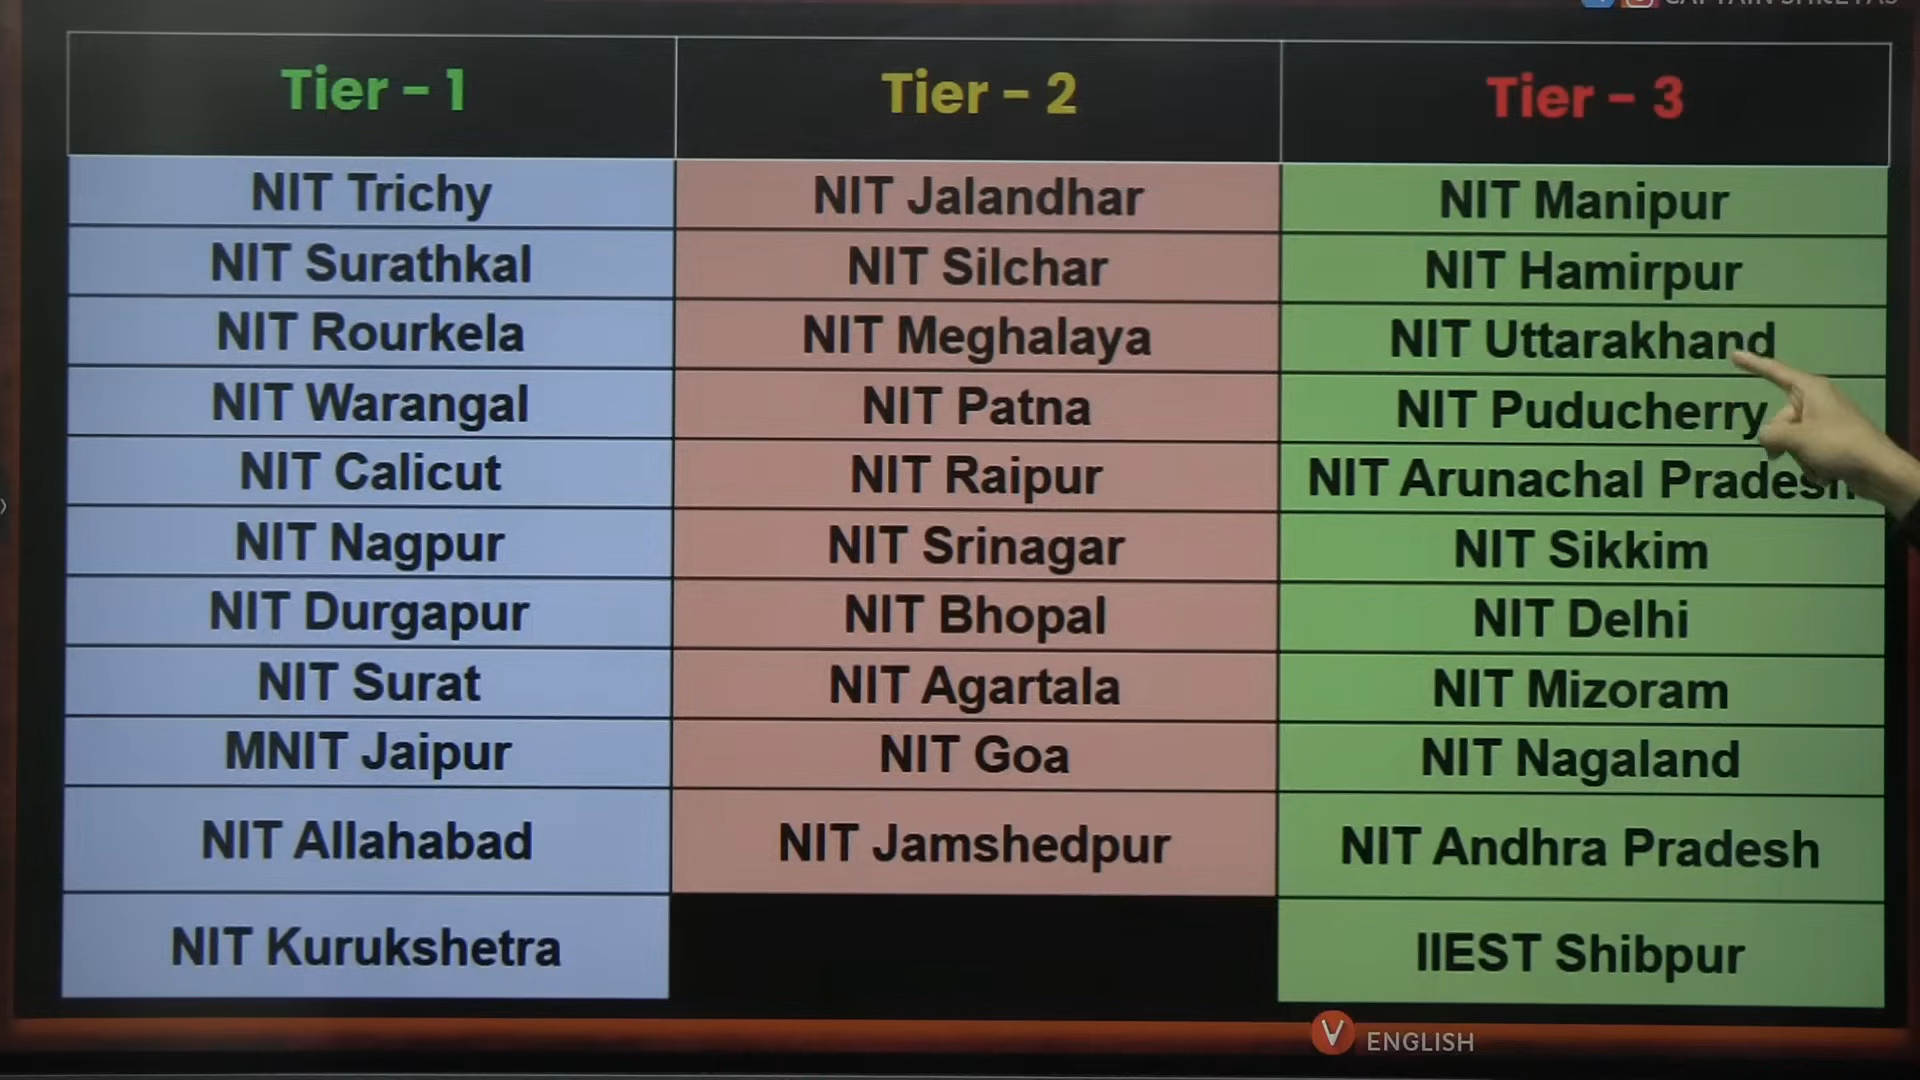 Tier - 1 Tier - 2 Tier - 3
NIT Trichy NIT Jalandhar NIT Manipur
NIT Surathkal NIT Silchar NIT Hamirpur
NIT Rourkela NIT Meghalaya NIT Uttarakhand
NIT Warangal NIT Patna NIT Puducherry
NIT Calicut NIT Raipur NIT Arunachal Pradesh
NIT Nagpur NIT Srinagar NIT Sikkim
NIT Durgapur NIT Bhopal NIT Delhi
NIT Surat NIT Agartala NIT Mizoram
MNIT Jaipur NIT Goa NIT Nagaland
NIT Allahabad NIT Jamshedpur NIT Andhra Pradesh
NIT Kurukshetra IIEST Shibpur
V ENGLISH